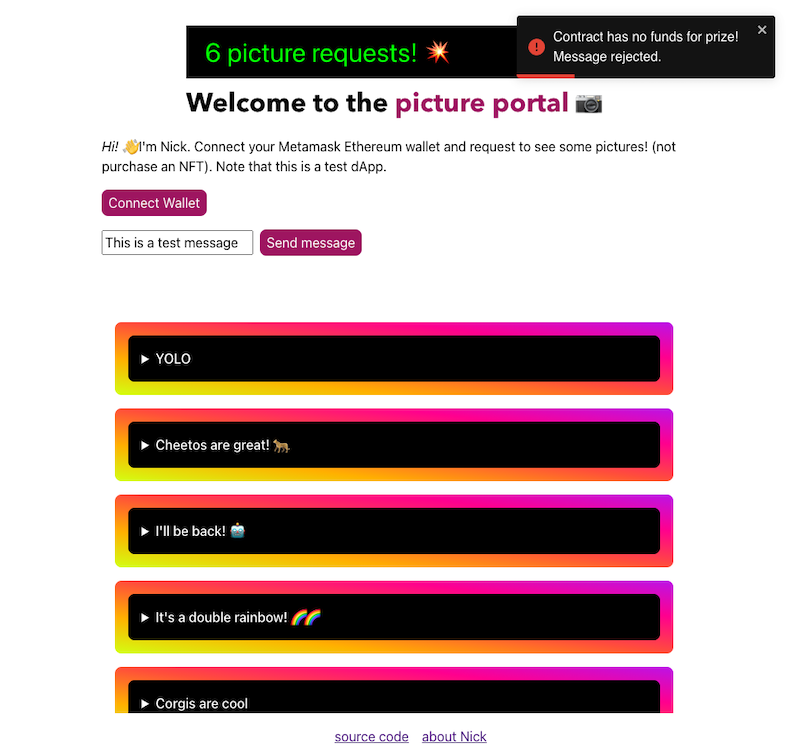 6 picture requests! 💥
Contract has no funds for prize!
Message rejected.
Welcome to the picture portal 📷
Hi! 👋I'm Nick. Connect your Metamask Ethereum wallet and request to see some pictures! (not
purchase an NFT). Note that this is a test dApp.
Connect Wallet
This is a test message
Send message
YOLO
Cheetos are great! 🐆
I'll be back! 🤖
It's a double rainbow! 🌈🌈
Corgis are cool
source code
about Nick